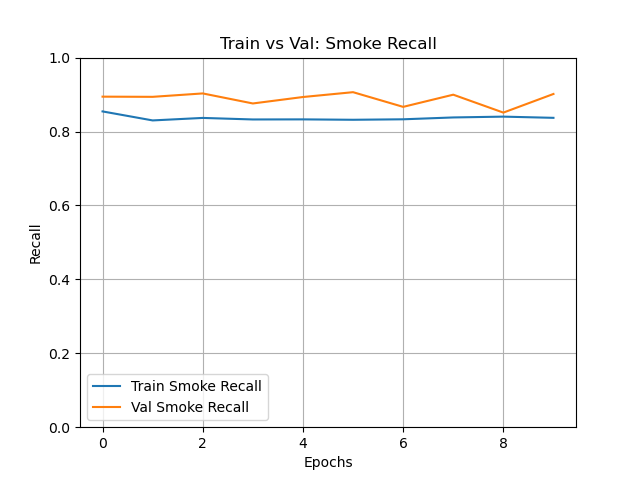 Train vs Val: Smoke Recall
1.0
0.8
0.6
0.4
0.2
0.0
Recall
Train Smoke Recall
Val Smoke Recall
0 2 4 6 8
Epochs